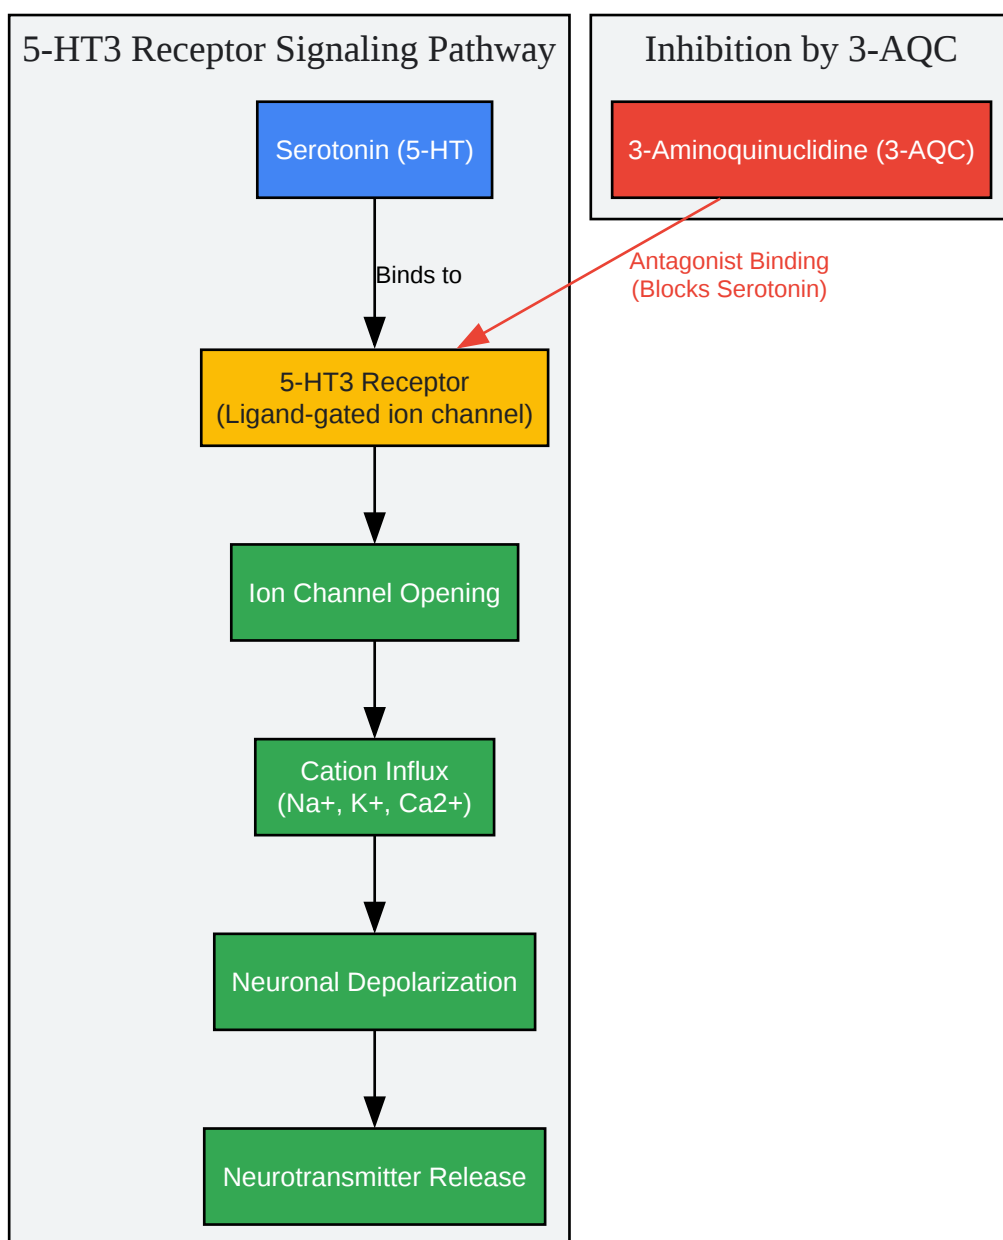 5-HT3 Receptor Signaling Pathway
Inhibition by 3-AQC
Serotonin (5-HT)
3-Aminoquinuclidine (3-AQC)
Binds to
Antagonist Binding
(Blocks Serotonin)
5-HT3 Receptor
(Ligand-gated ion channel)
Ion Channel Opening
Cation Influx
(Na+, K+, Ca2+)
Neuronal Depolarization
Neurotransmitter Release